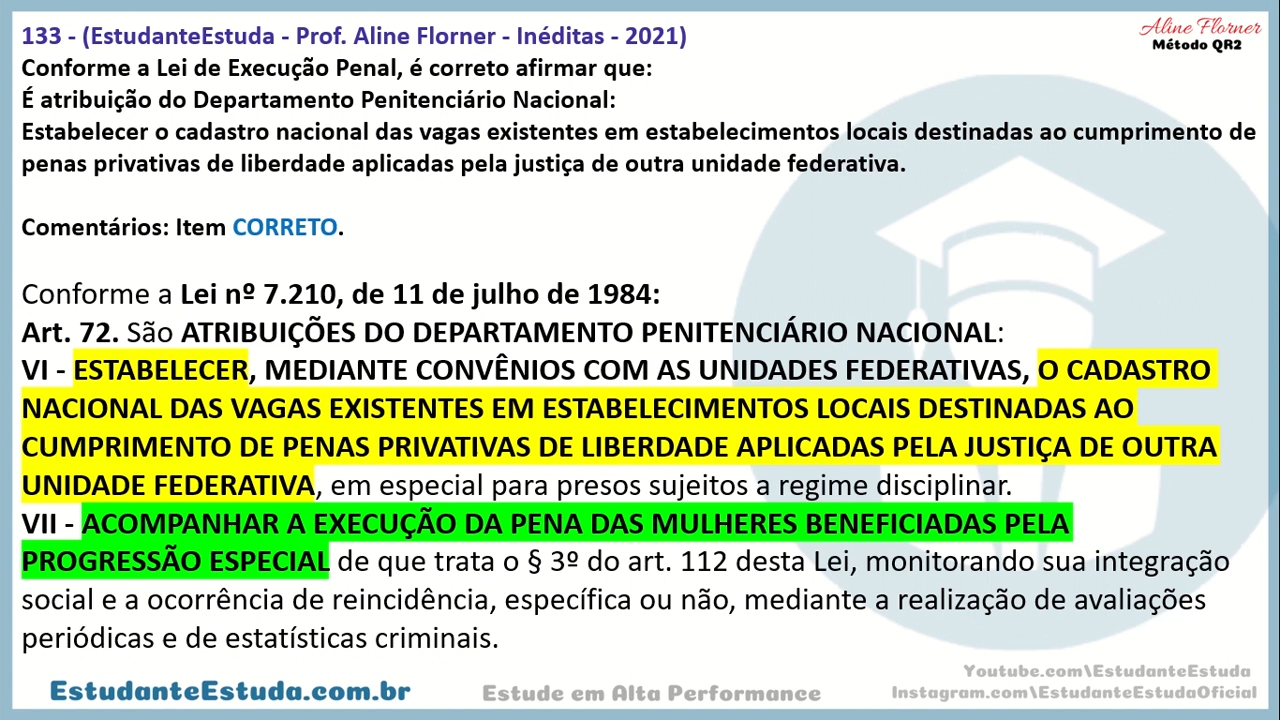 133 - (EstudanteEstuda - Prof. Aline Florner - Inéditas - 2021)
Aline Florner
Método QR2
Conforme a Lei de Execução Penal, é correto afirmar que:
É atribuição do Departamento Penitenciário Nacional:
Estabelecer o cadastro nacional das vagas existentes em estabelecimentos locais destinadas ao cumprimento de
penas privativas de liberdade aplicadas pela justiça de outra unidade federativa.
Comentários: Item CORRETO.
Conforme a Lei nº 7.210, de 11 de julho de 1984:
Art. 72. São ATRIBUIÇÕES DO DEPARTAMENTO PENITENCIÁRIO NACIONAL:
VI - ESTABELECER, MEDIANTE CONVÊNIOS COM AS UNIDADES FEDERATIVAS, O CADASTRO
NACIONAL DAS VAGAS EXISTENTES EM ESTABELECIMENTOS LOCAIS DESTINADAS AO
CUMPRIMENTO DE PENAS PRIVATIVAS DE LIBERDADE APLICADAS PELA JUSTIÇA DE OUTRA
UNIDADE FEDERATIVA, em especial para presos sujeitos a regime disciplinar.
VII - ACOMPANHAR A EXECUÇÃO DA PENA DAS MULHERES BENEFICIADAS PELA
PROGRESSÃO ESPECIAL de que trata o § 3º do art. 112 desta Lei, monitorando sua integração
social e a ocorrência de reincidência, específica ou não, mediante a realização de avaliações
periódicas e de estatísticas criminais.
EstudanteEstuda.com.br
Estude em Alta Performance
Youtube.com\EstudanteEstuda
Instagram.com\EstudanteEstudaOficial